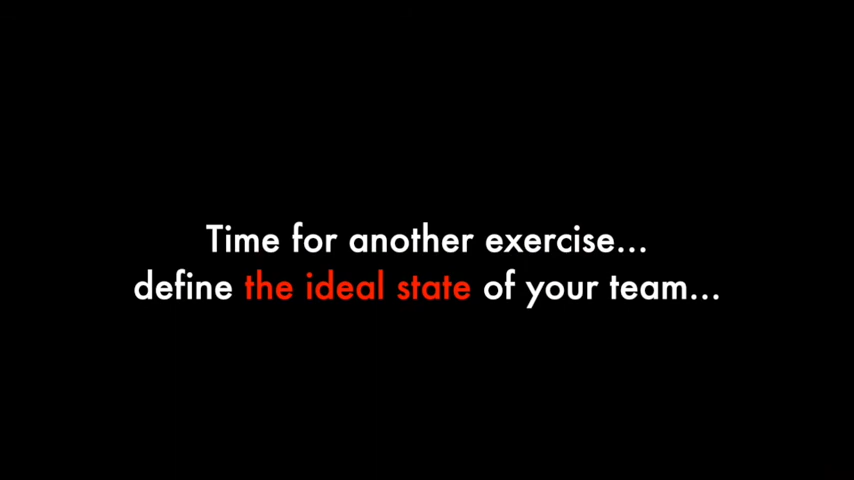 Time for another exercise...
define the ideal state of your team...